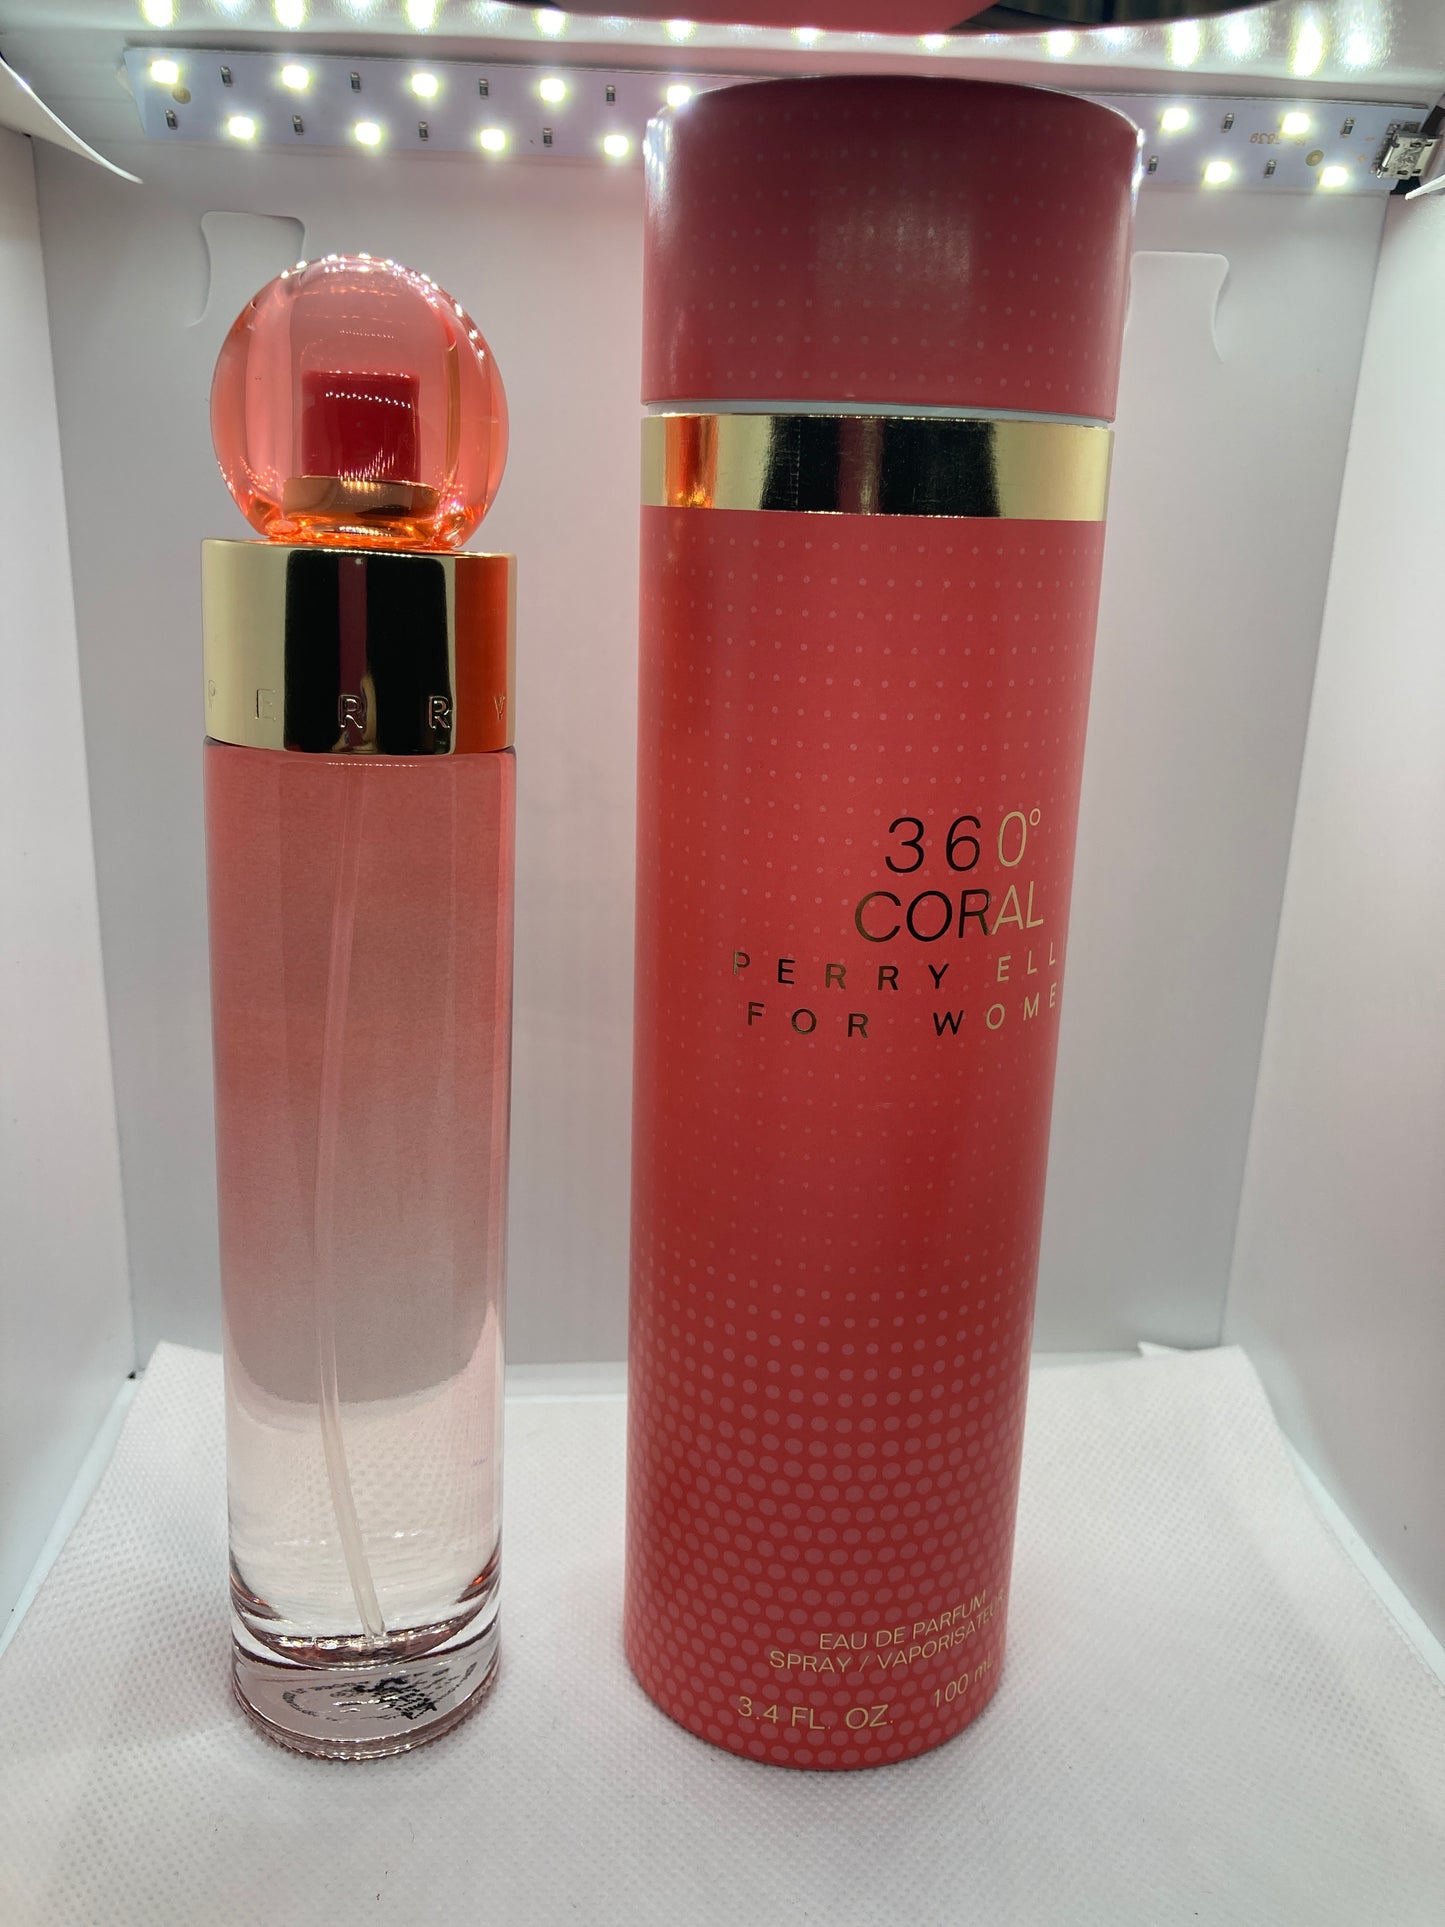 PERRY
360°
CORAL
PERRY ELL
FOR WOME
EAU DE PARFUM
SPRAY / VAPORISATEUR
3.4 FL. OZ. 100 mL